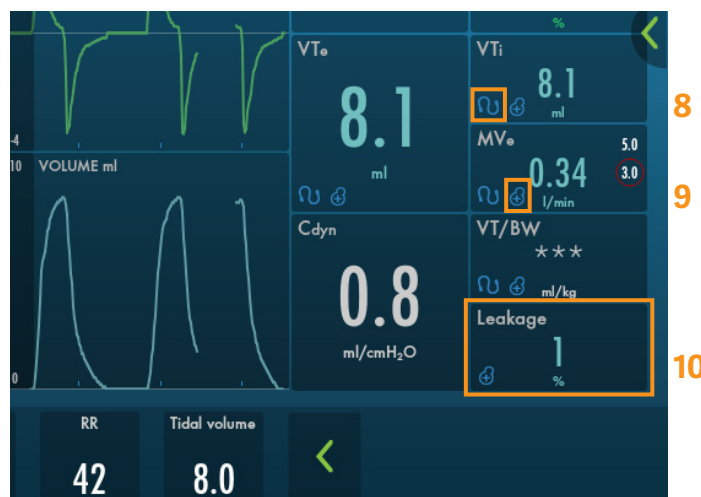 %
-4
10 VOLUME ml
0
VTe
8.1
ml
Cdyn
0.8
ml/cmH₂O
VTi
8.1
ml
8
MVe
5.0
3.0
0.34
l/min
9
VT/BW
***
ml/kg
Leakage
1
%
10
RR
42
Tidal volume
8.0